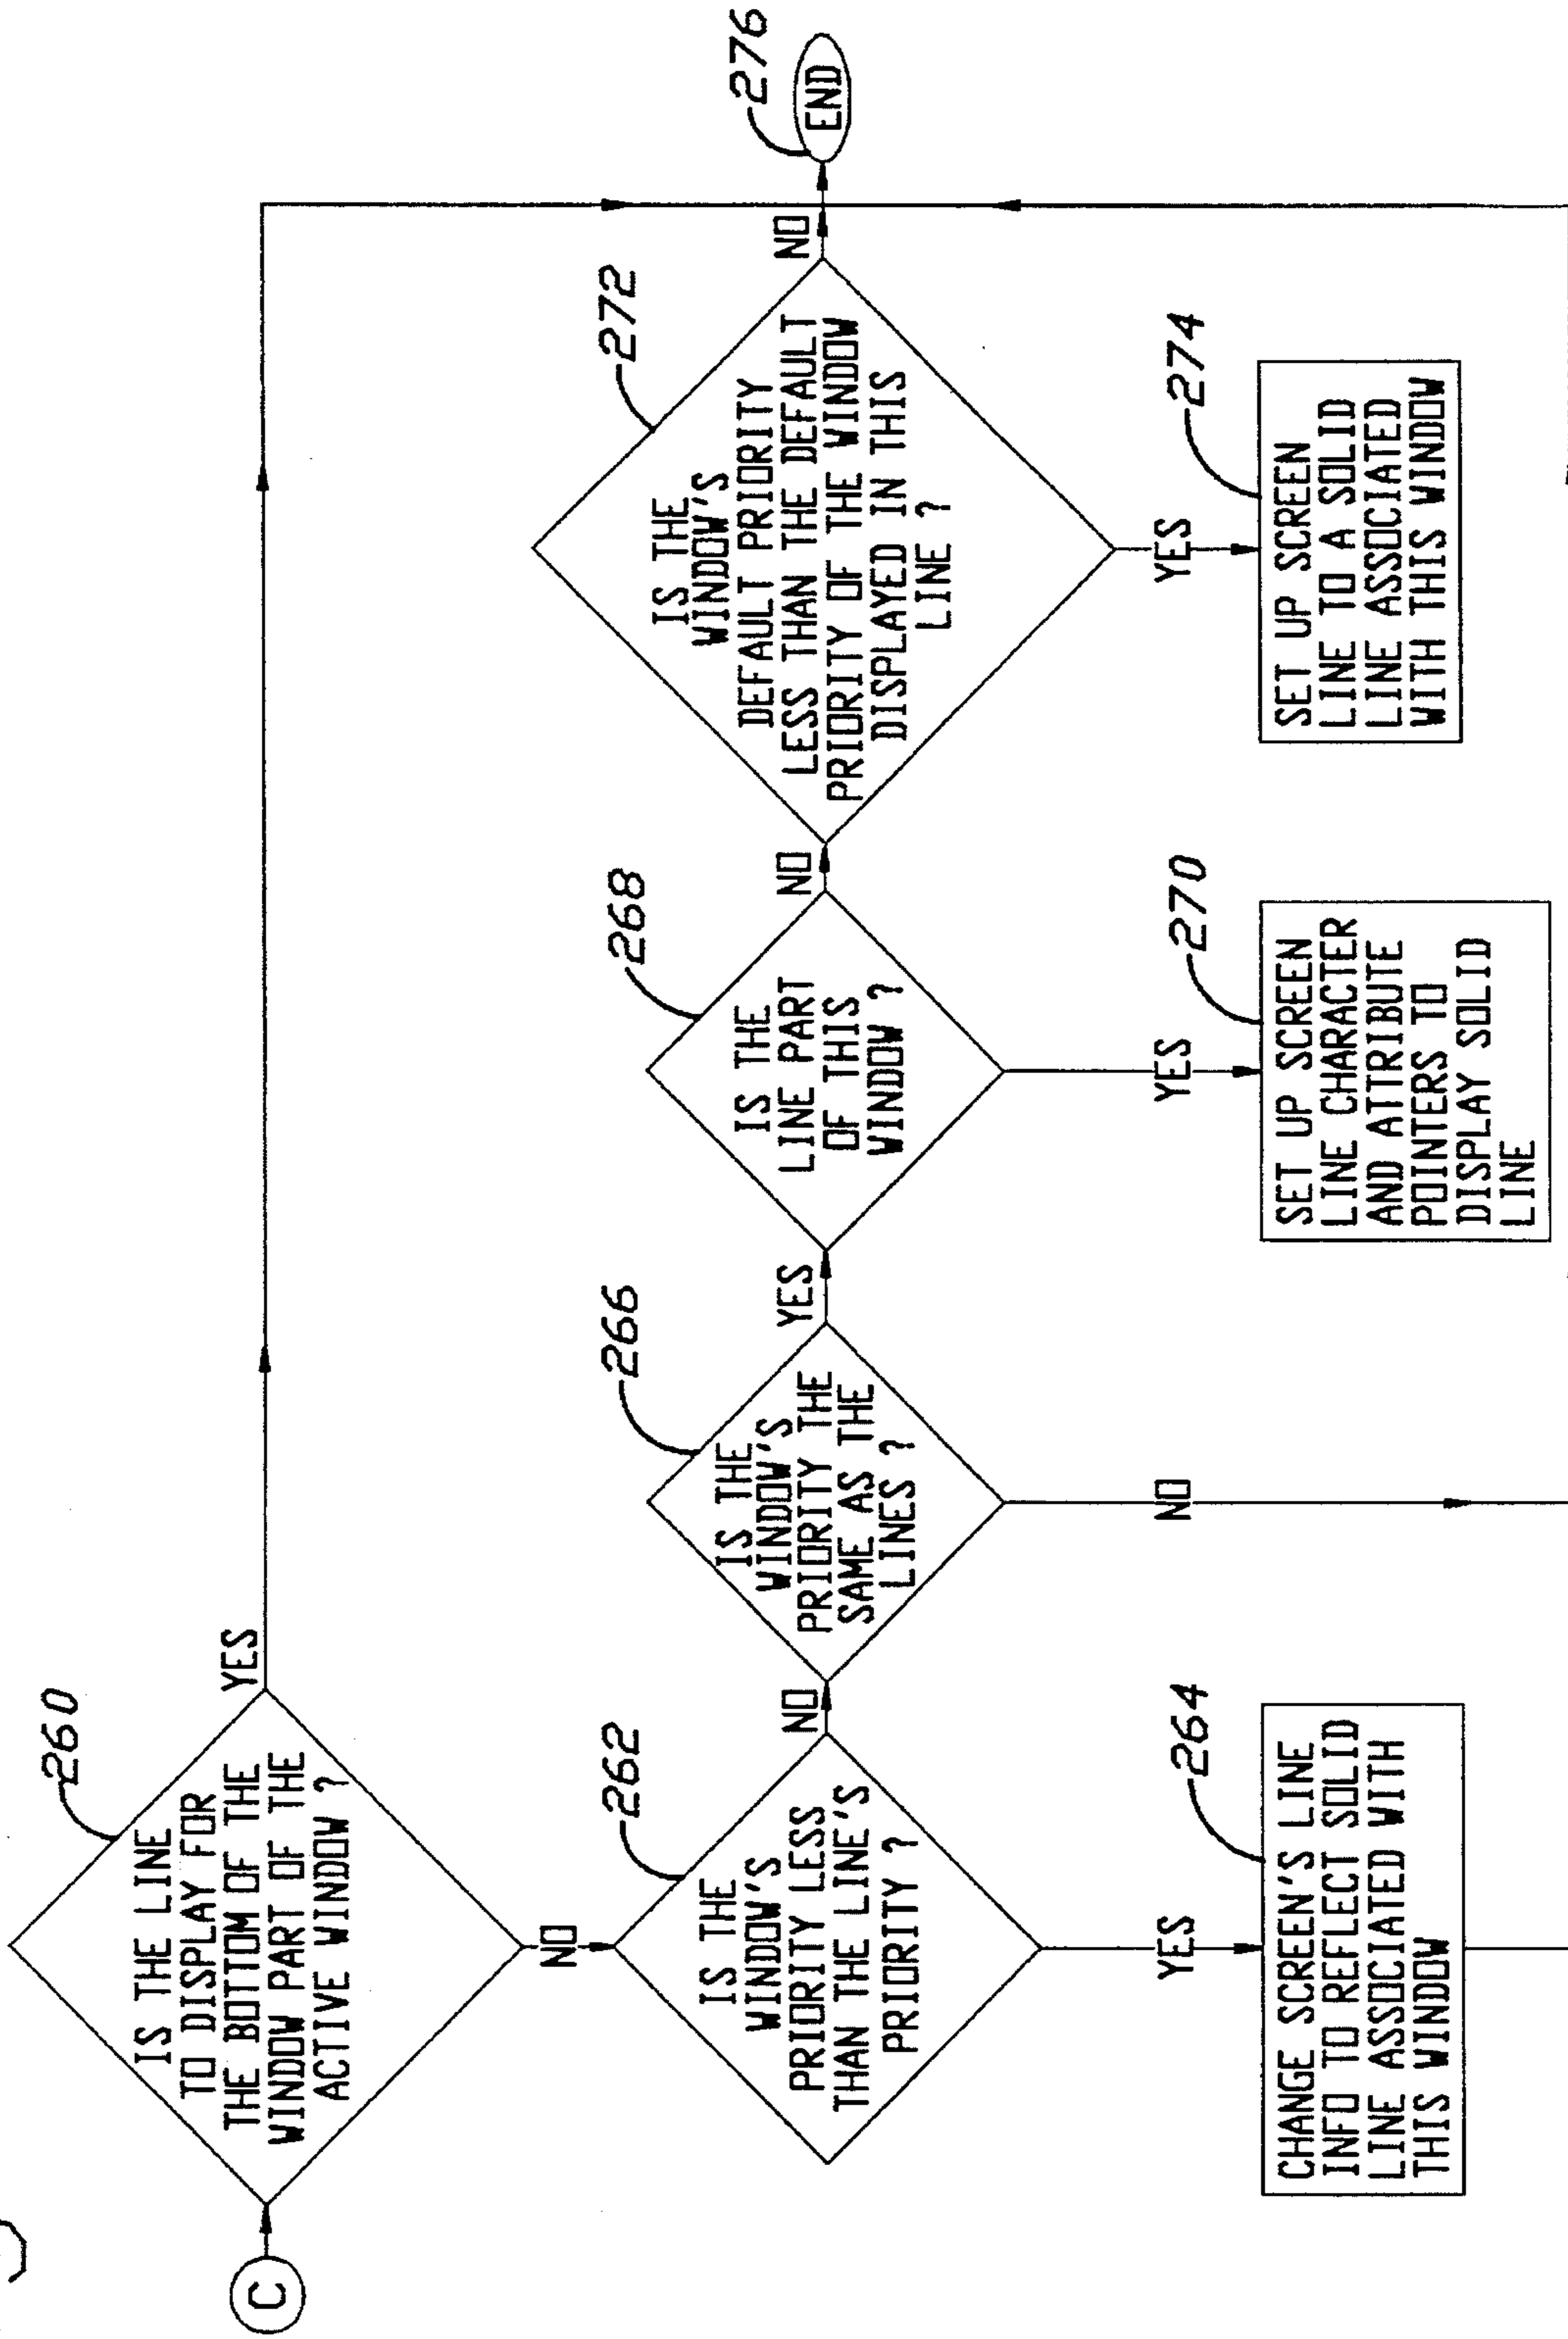 C
260
IS THE LINE
TO DISPLAY FOR
THE BOTTOM OF THE
WINDOW PART OF THE
ACTIVE WINDOW ?
YES
NO
262
IS THE
WINDOW'S
PRIORITY LESS
THAN THE LINE'S
PRIORITY ?
NO
YES
264
CHANGE SCREEN'S LINE
INFO TO REFLECT SOLID
LINE ASSOCIATED WITH
THIS WINDOW
266
IS THE
WINDOW'S
PRIORITY THE
SAME AS THE
LINES ?
YES
NO
268
IS THE
LINE PART
OF THIS
WINDOW ?
NO
YES
270
SET UP SCREEN
LINE CHARACTER
AND ATTRIBUTE
POINTERS TO
DISPLAY SOLID
LINE
272
IS THE
WINDOW'S
DEFAULT PRIORITY
LESS THAN THE DEFAULT
PRIORITY OF THE WINDOW
DISPLAYED IN THIS
LINE ?
NO
YES
274
SET UP SCREEN
LINE TO A SOLID
LINE ASSOCIATED
WITH THIS WINDOW
276
END